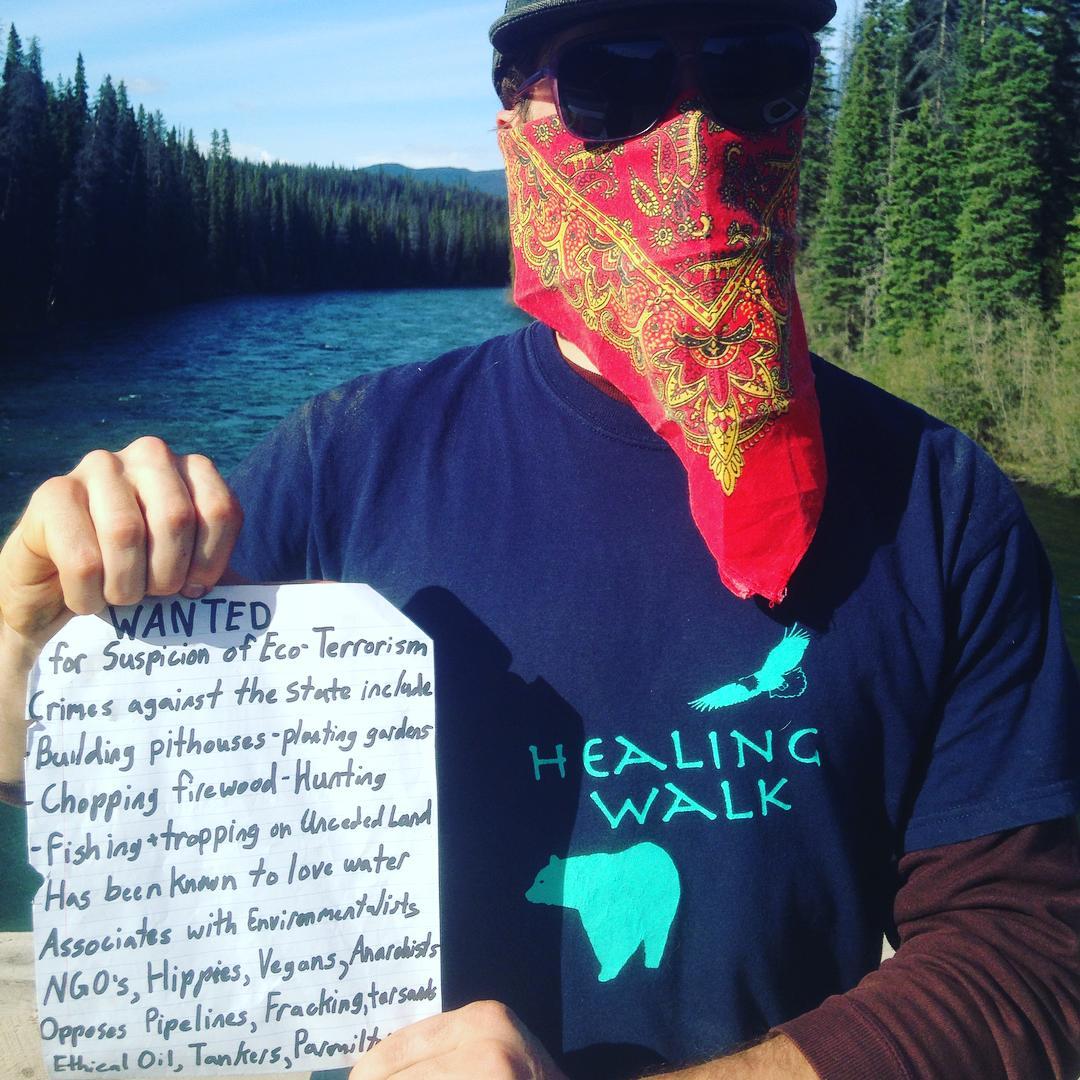 WANTED
for Suspicion of Eco-Terrorism
Crimes against the state include
-Building pithouses-planting gardens
-Chopping firewood-Hunting
-Fishing+trapping on Unceded Land
Has been known to love water
Associates with Environmentalists
NGO's, Hippies, Vegans, Anarchists
Opposes Pipelines, Fracking, tarsands
Ethical Oil, Tankers,
HEALING
WALK